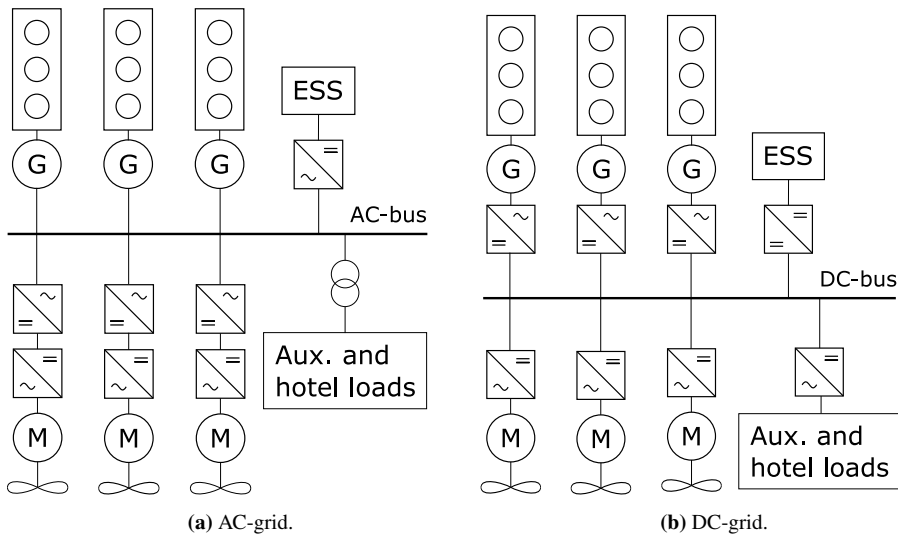 ESS
G
G
G
AC-bus
Aux. and
hotel loads
M
M
M
(a) AC-grid.
G
G
G
ESS
DC-bus
M
M
M
Aux. and
hotel loads
(b) DC-grid.